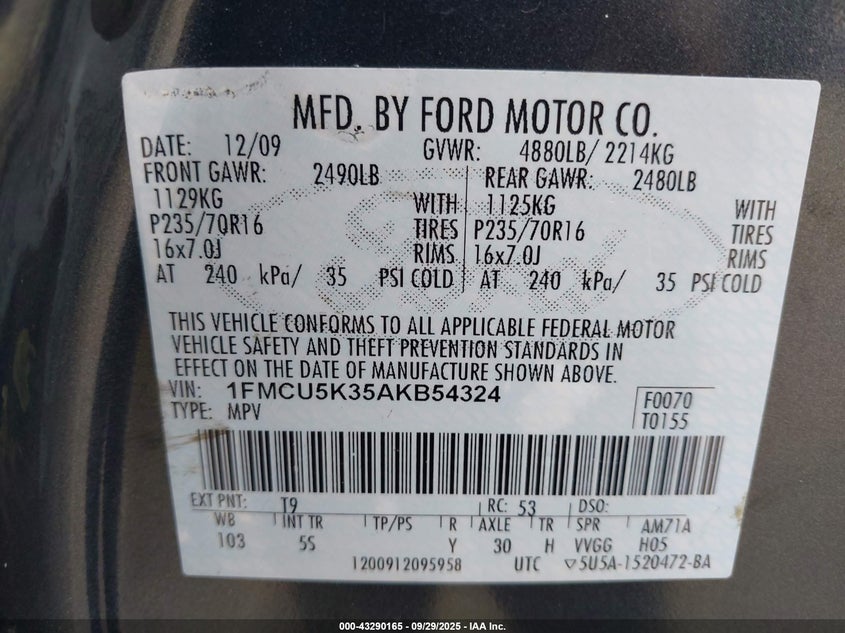 MFD. BY FORD MOTOR CO.
DATE: 12/09 GVWR: 4880LB/ 2214KG
FRONT GAWR: 2490LB REAR GAWR: 2480LB
1129KG WITH 1125KG WITH
P235/70R16 TIRES P235/70R16 TIRES
16x7.0J RIMS 16x7.0J RIMS
AT 240 kPa/ 35 PSI COLD AT 240 kPa/ 35 PSI COLD
Ford
THIS VEHICLE CONFORMS TO ALL APPLICABLE FEDERAL MOTOR
VEHICLE SAFETY AND THEFT PREVENTION STANDARDS IN
EFFECT ON THE DATE OF MANUFACTURE SHOWN ABOVE.
VIN: 1FMCU5K35AKB54324
TYPE: MPV
F0070
T0155
EXT PNT: T9 RC: 53 DSO:
WB INT TR TP/PS R AXLE TR SPR AM71A
103 5S Y 30 H VVGG H05
1200912095958 UTC ▽5U5A-1520472-BA
000-43290165 - 09/29/2025 - IAA Inc.